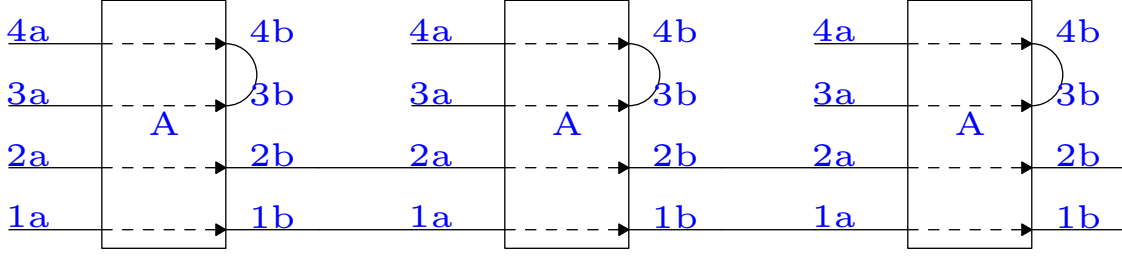 4a 4b 4a 4b 4a 4b
3a 3b 3a 3b 3a 3b
A A A
2a 2b 2a 2b 2a 2b
1a 1b 1a 1b 1a 1b